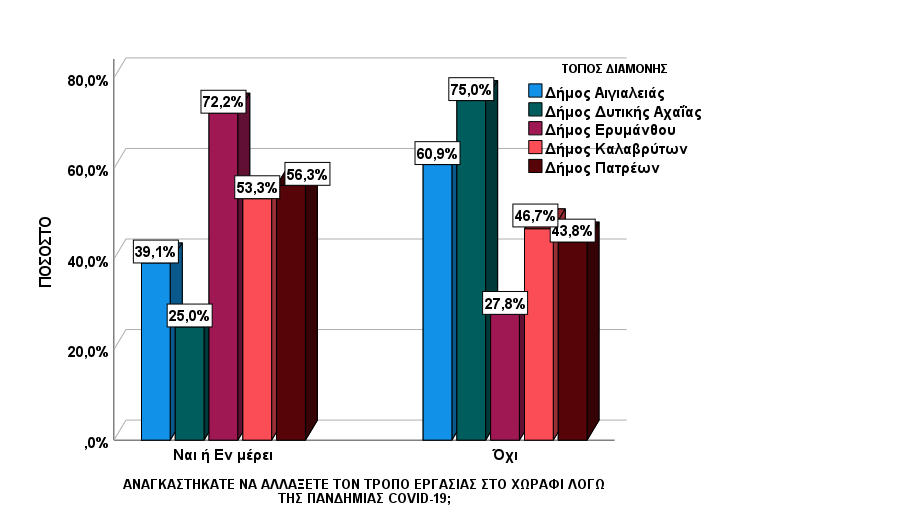 ΤΟΠΟΣ ΔΙΑΜΟΝΗΣ
Δήμος Αιγιαλειάς
Δήμος Δυτικής Αχαΐας
Δήμος Ερυμάνθου
Δήμος Καλαβρύτων
Δήμος Πατρέων
ΠΟΣΟΣΤΟ
80,0%
60,0%
40,0%
20,0%
,0%
39,1%
25,0%
72,2%
53,3%
56,3%
60,9%
75,0%
27,8%
46,7%
43,8%
Ναι ή Εν μέρει
Όχι
ΑΝΑΓΚΑΣΤΗΚΑΤΕ ΝΑ ΑΛΛΑΞΕΤΕ ΤΟΝ ΤΡΟΠΟ ΕΡΓΑΣΙΑΣ ΣΤΟ ΧΩΡΑΦΙ ΛΟΓΩ
ΤΗΣ ΠΑΝΔΗΜΙΑΣ COVID-19;